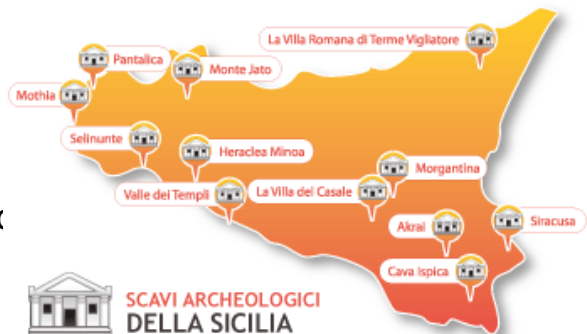 La Villa Romana di Terme Vigliatore
Pantalica
Monte Jato
Mothia
Selinunte
Heraclea Minoa
Morgantina
Valle dei Templi
La Villa del Casale
Akrai
Siracusa
Cava Ispica
SCAVI ARCHEOLOGICI
DELLA SICILIA